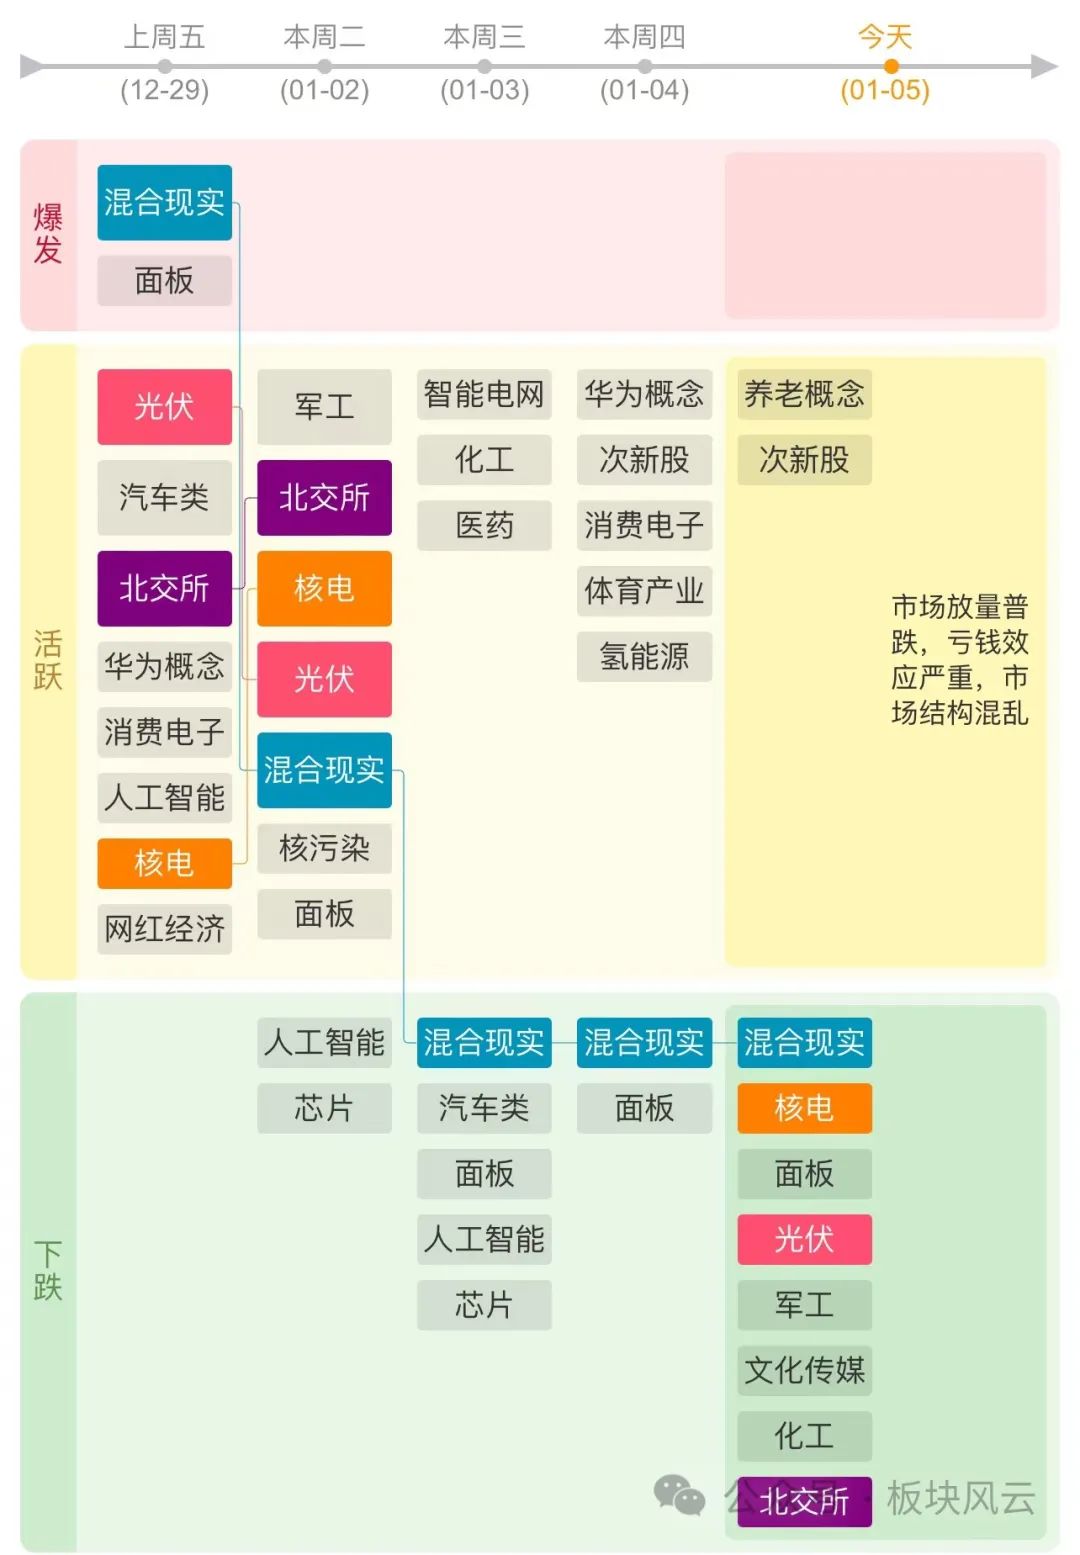 上周五
本周二
本周三
本周四
今天
(12-29)
(01-02)
(01-03)
(01-04)
(01-05)
爆发
混合现实
面板
活跃
光伏
汽车类
北交所
华为概念
消费电子
人工智能
核电
网红经济
军工
北交所
核电
光伏
混合现实
核污染
面板
智能电网
化工
医药
华为概念
次新股
消费电子
体育产业
氢能源
养老概念
次新股
市场放量普
跌，亏钱效
应严重，市
场结构混乱
下跌
人工智能
芯片
混合现实
汽车类
面板
人工智能
芯片
混合现实
面板
混合现实
核电
面板
光伏
军工
文化传媒
化工
北交所
公众号·板块风云